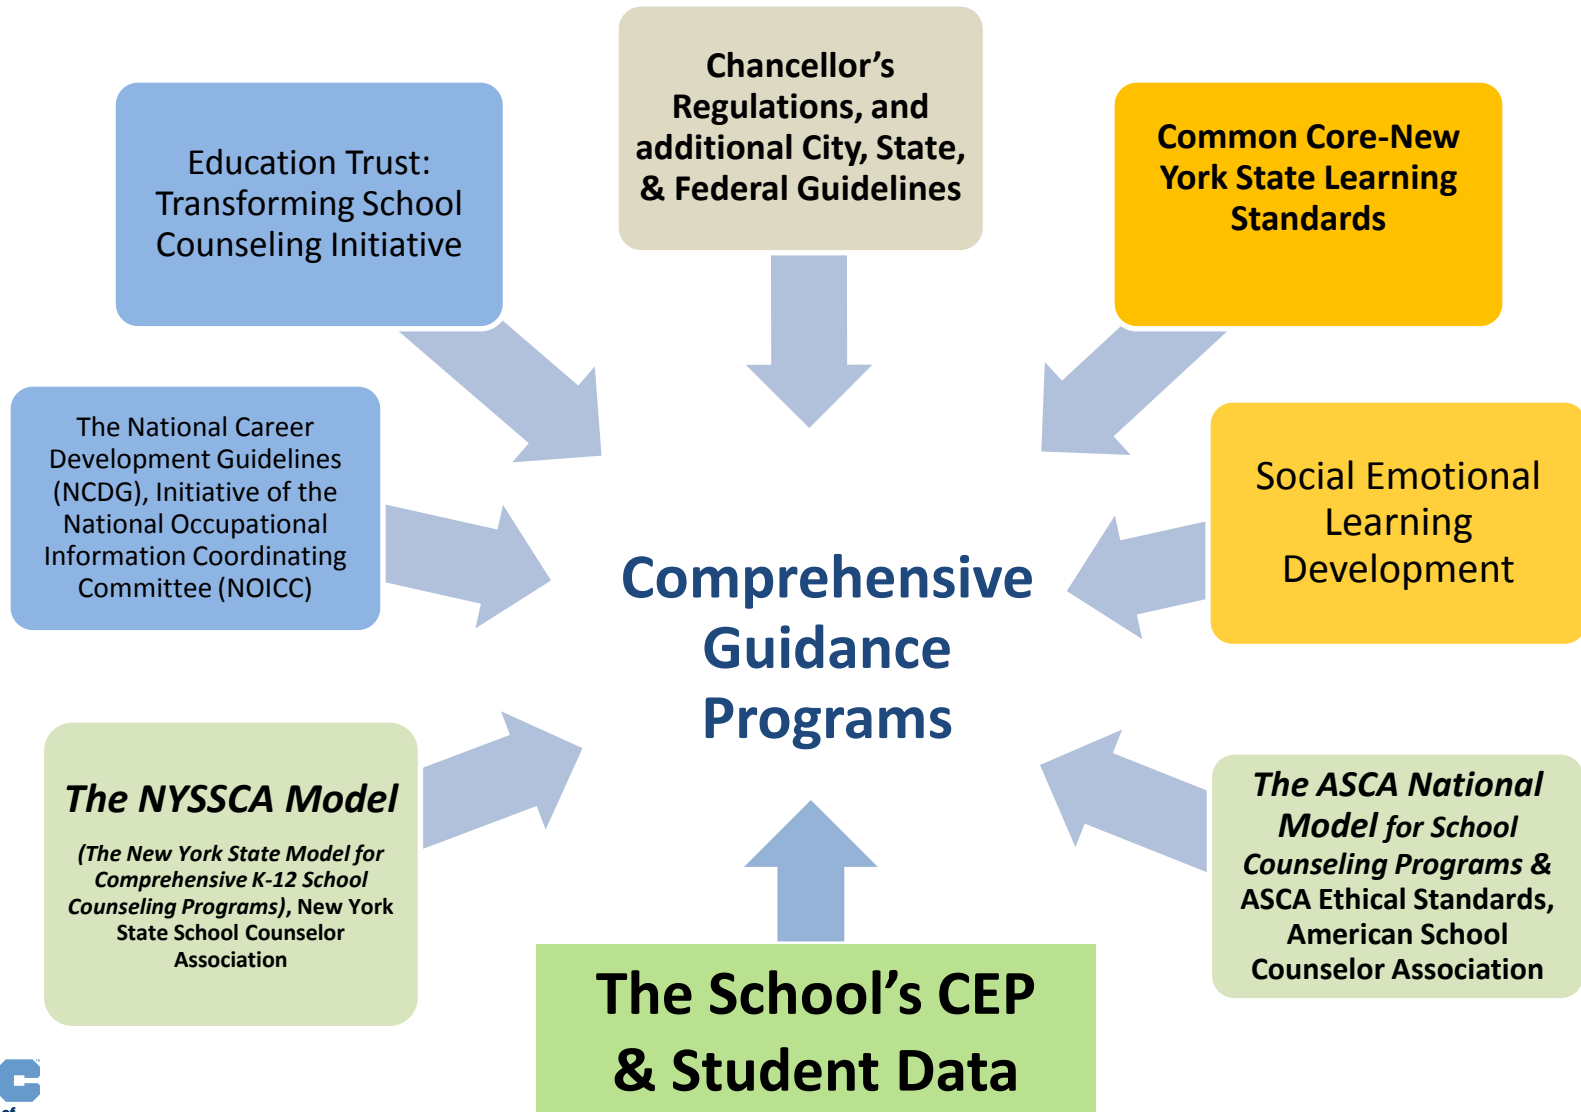 Chancellor’s
Regulations, and
additional City, State,
& Federal Guidelines
Education Trust:
Transforming School
Counseling Initiative
Common Core-New
York State Learning
Standards
The National Career
Development Guidelines
(NCDG), Initiative of the
National Occupational
Information Coordinating
Committee (NOICC)
Social Emotional
Learning
Development
Comprehensive
Guidance
Programs
The NYSSCA Model
(The New York State Model for
Comprehensive K-12 School
Counseling Programs), New York
State School Counselor
Association
The ASCA National
Model for School
Counseling Programs &
ASCA Ethical Standards,
American School
Counselor Association
The School’s CEP
& Student Data
C
of